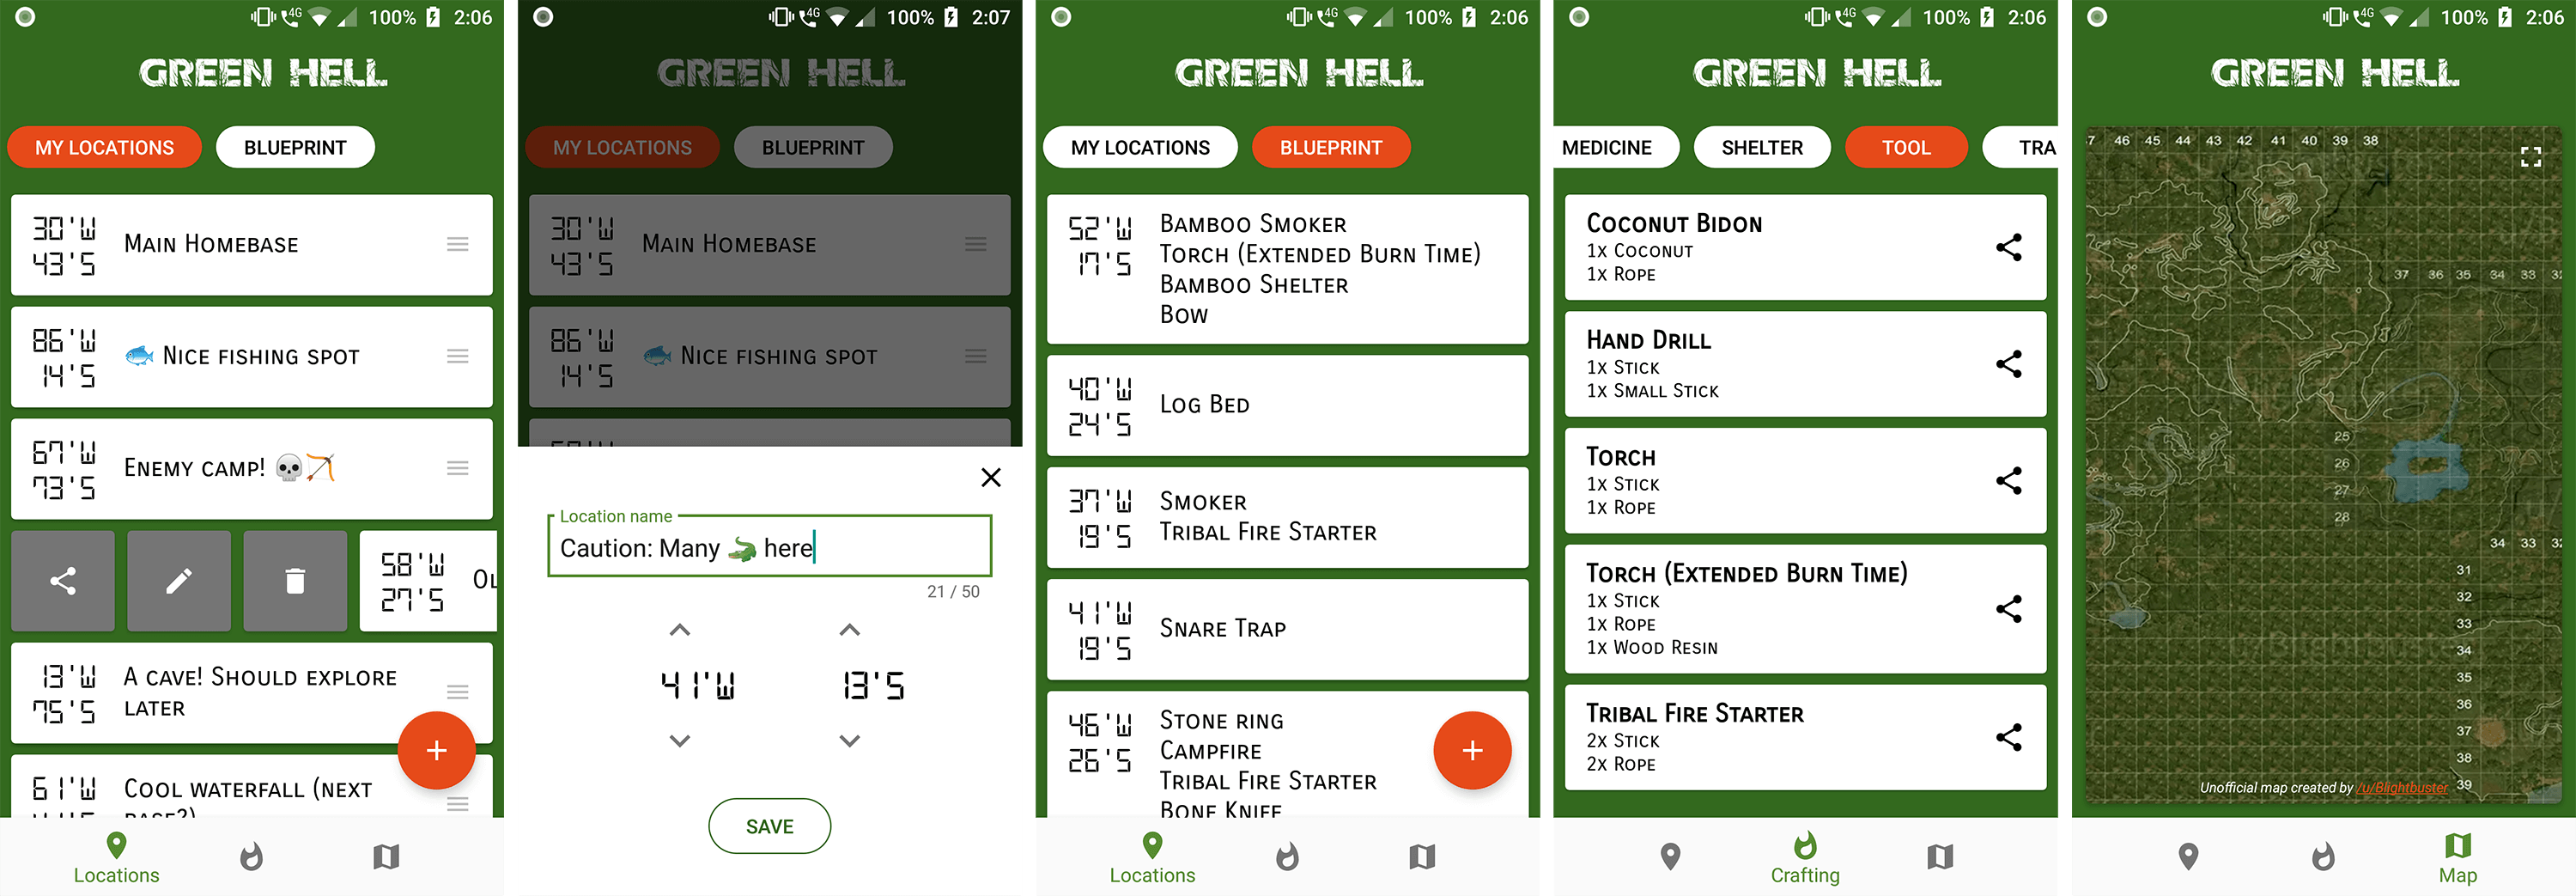 4G 100% 2:06
GREEN HELL
MY LOCATIONS BLUEPRINT
30'W
43'S
MAIN HOMEBASE
86'W
14'S
🐟 NICE FISHING SPOT
67'W
73'S
ENEMY CAMP! 💀🏹
58'W
27'S
OL
13'W
75'S
A CAVE! SHOULD EXPLORE
LATER
61'W
COOL WATERFALL (NEXT
BASE?)
Locations
4G 100% 2:07
GREEN HELL
MY LOCATIONS BLUEPRINT
30'W
43'S
MAIN HOMEBASE
86'W
14'S
🐟 NICE FISHING SPOT
Location name
Caution: Many 🐊 here
21 / 50
41'W 13'S
SAVE
4G 100% 2:06
GREEN HELL
MY LOCATIONS BLUEPRINT
52'W
17'S
BAMBOO SMOKER
TORCH (EXTENDED BURN TIME)
BAMBOO SHELTER
BOW
40'W
24'S
LOG BED
37'W
19'S
SMOKER
TRIBAL FIRE STARTER
41'W
19'S
SNARE TRAP
46'W
26'S
STONE RING
CAMPFIRE
TRIBAL FIRE STARTER
BONE KNIFE
Locations
4G 100% 2:06
GREEN HELL
MEDICINE SHELTER TOOL TRA
COCONUT BIDON
1X COCONUT
1X ROPE
HAND DRILL
1X STICK
1X SMALL STICK
TORCH
1X STICK
1X ROPE
TORCH (EXTENDED BURN TIME)
1X STICK
1X ROPE
1X WOOD RESIN
TRIBAL FIRE STARTER
2X STICK
2X ROPE
Crafting
4G 100% 2:06
GREEN HELL
7 46 45 44 43 42 41 40 39 38
37 36 35 34 33
25
26
27
28
34 33
31
32
33
34
35
36
37
38
39
Unofficial map created by /u/Blightbuster
Map